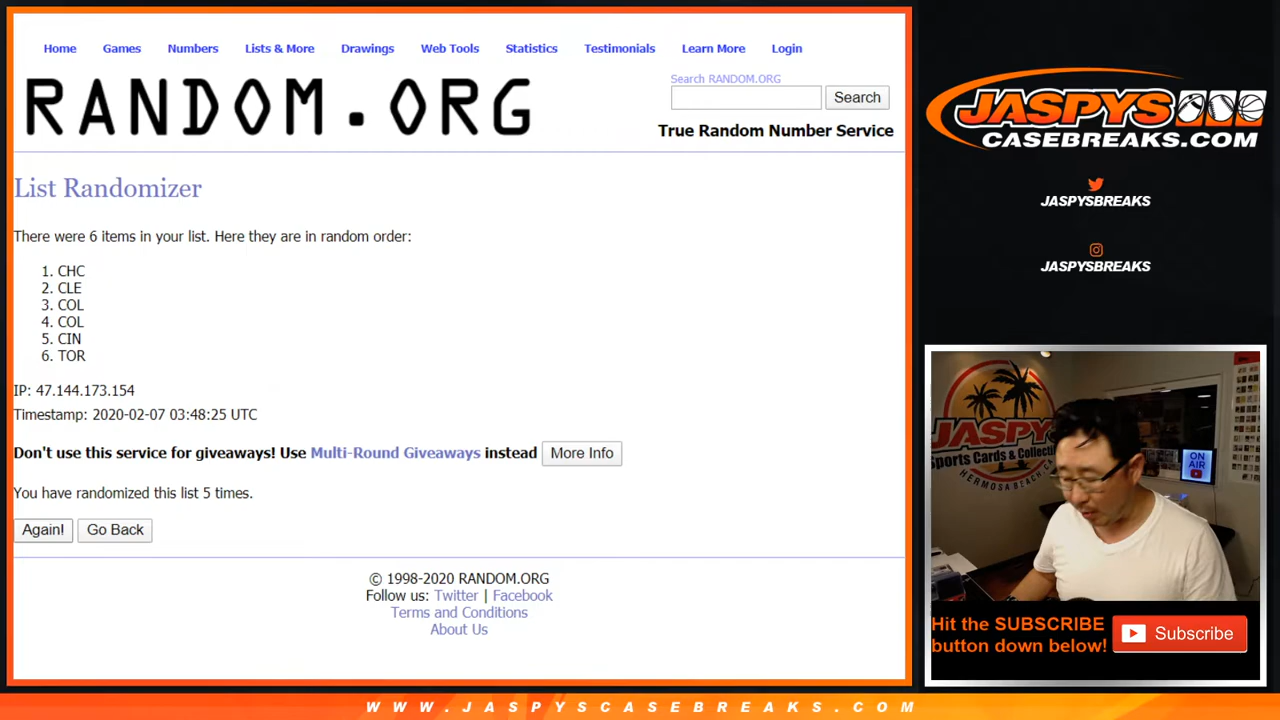 Home Games Numbers Lists & More Drawings Web Tools Statistics Testimonials Learn More Login
RANDOM.ORG
Search RANDOM.ORG
Search
True Random Number Service
List Randomizer
There were 6 items in your list. Here they are in random order:
1. CHC
2. CLE
3. COL
4. COL
5. CIN
6. TOR
IP: 47.144.173.154
Timestamp: 2020-02-07 03:48:25 UTC
Don't use this service for giveaways! Use Multi-Round Giveaways instead More Info
You have randomized this list 5 times.
Again! Go Back
© 1998-2020 RANDOM.ORG
Follow us: Twitter | Facebook
Terms and Conditions
About Us
JASPYS
CASEBREAKS.COM
JASPYSBREAKS
JASPYSBREAKS
JASPYS
Sports Cards & Collecti
HERMOSA BEACH, CA
ON
AIR
Hit the SUBSCRIBE
button down below!
Subscribe
WWW.JASPYSCASEBREAKS.COM